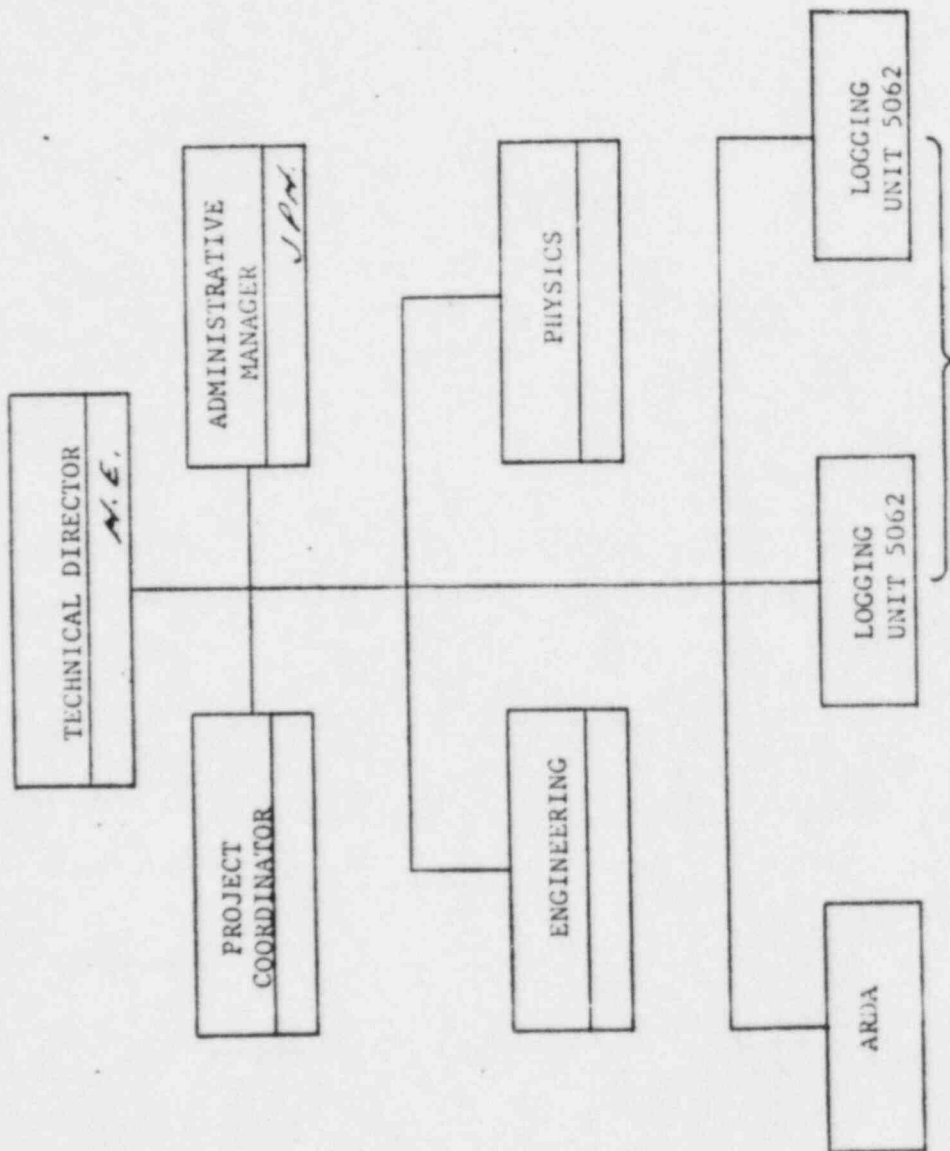 TECHNICAL DIRECTOR
N.E.
PROJECT
COORDINATOR
ADMINISTRATIVE
MANAGER
J P N.
ENGINEERING
PHYSICS
ARDA
LOGGING
UNIT 5062
LOGGING
UNIT 5062